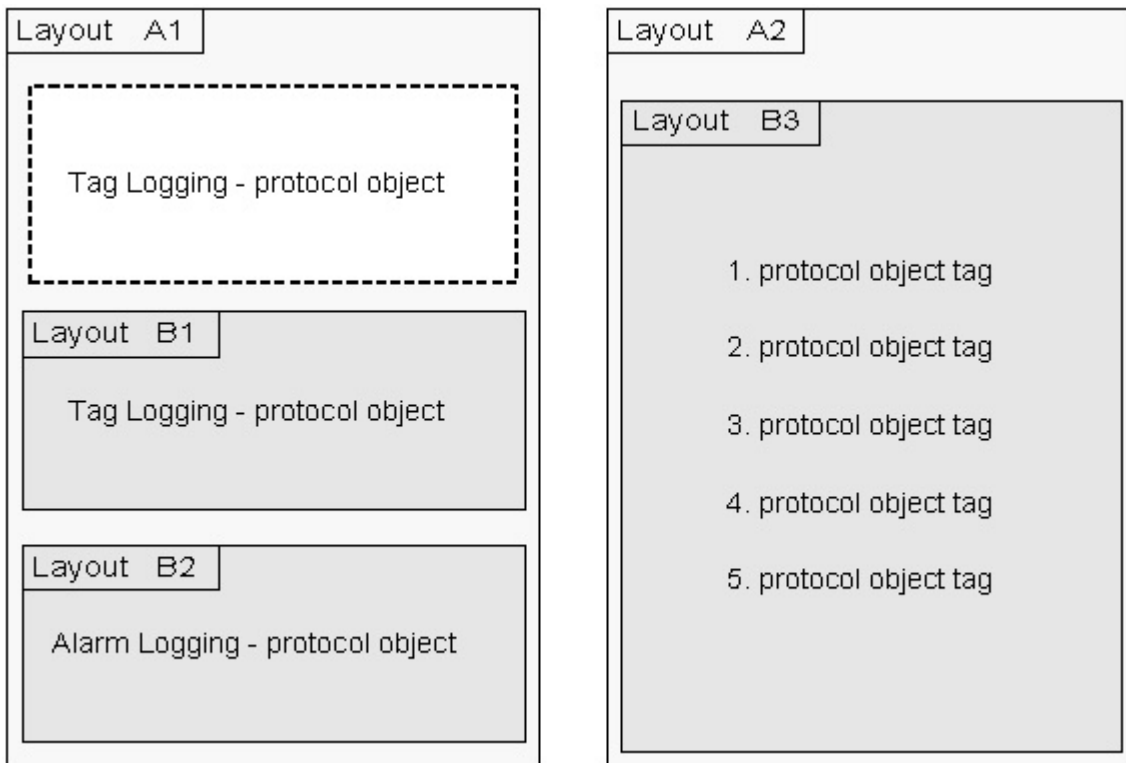 Layout A1
Tag Logging - protocol object
Layout B1
Tag Logging - protocol object
Layout B2
Alarm Logging - protocol object
Layout A2
Layout B3
1. protocol object tag
2. protocol object tag
3. protocol object tag
4. protocol object tag
5. protocol object tag